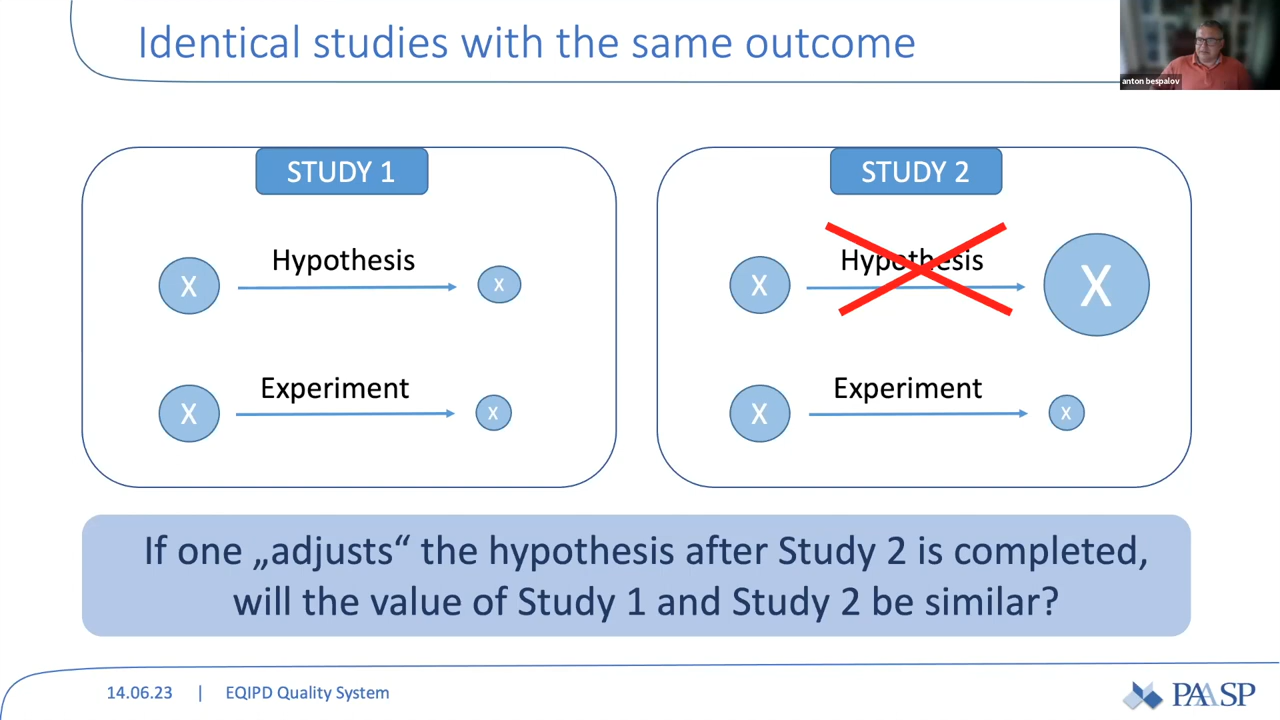 Identical studies with the same outcome
anton bespalov
STUDY 1
Hypothesis
X
X
Experiment
X
X
STUDY 2
Hypothesis
X
X
Experiment
X
X
If one „adjusts“ the hypothesis after Study 2 is completed,
will the value of Study 1 and Study 2 be similar?
14.06.23 | EQIPD Quality System
PAASP